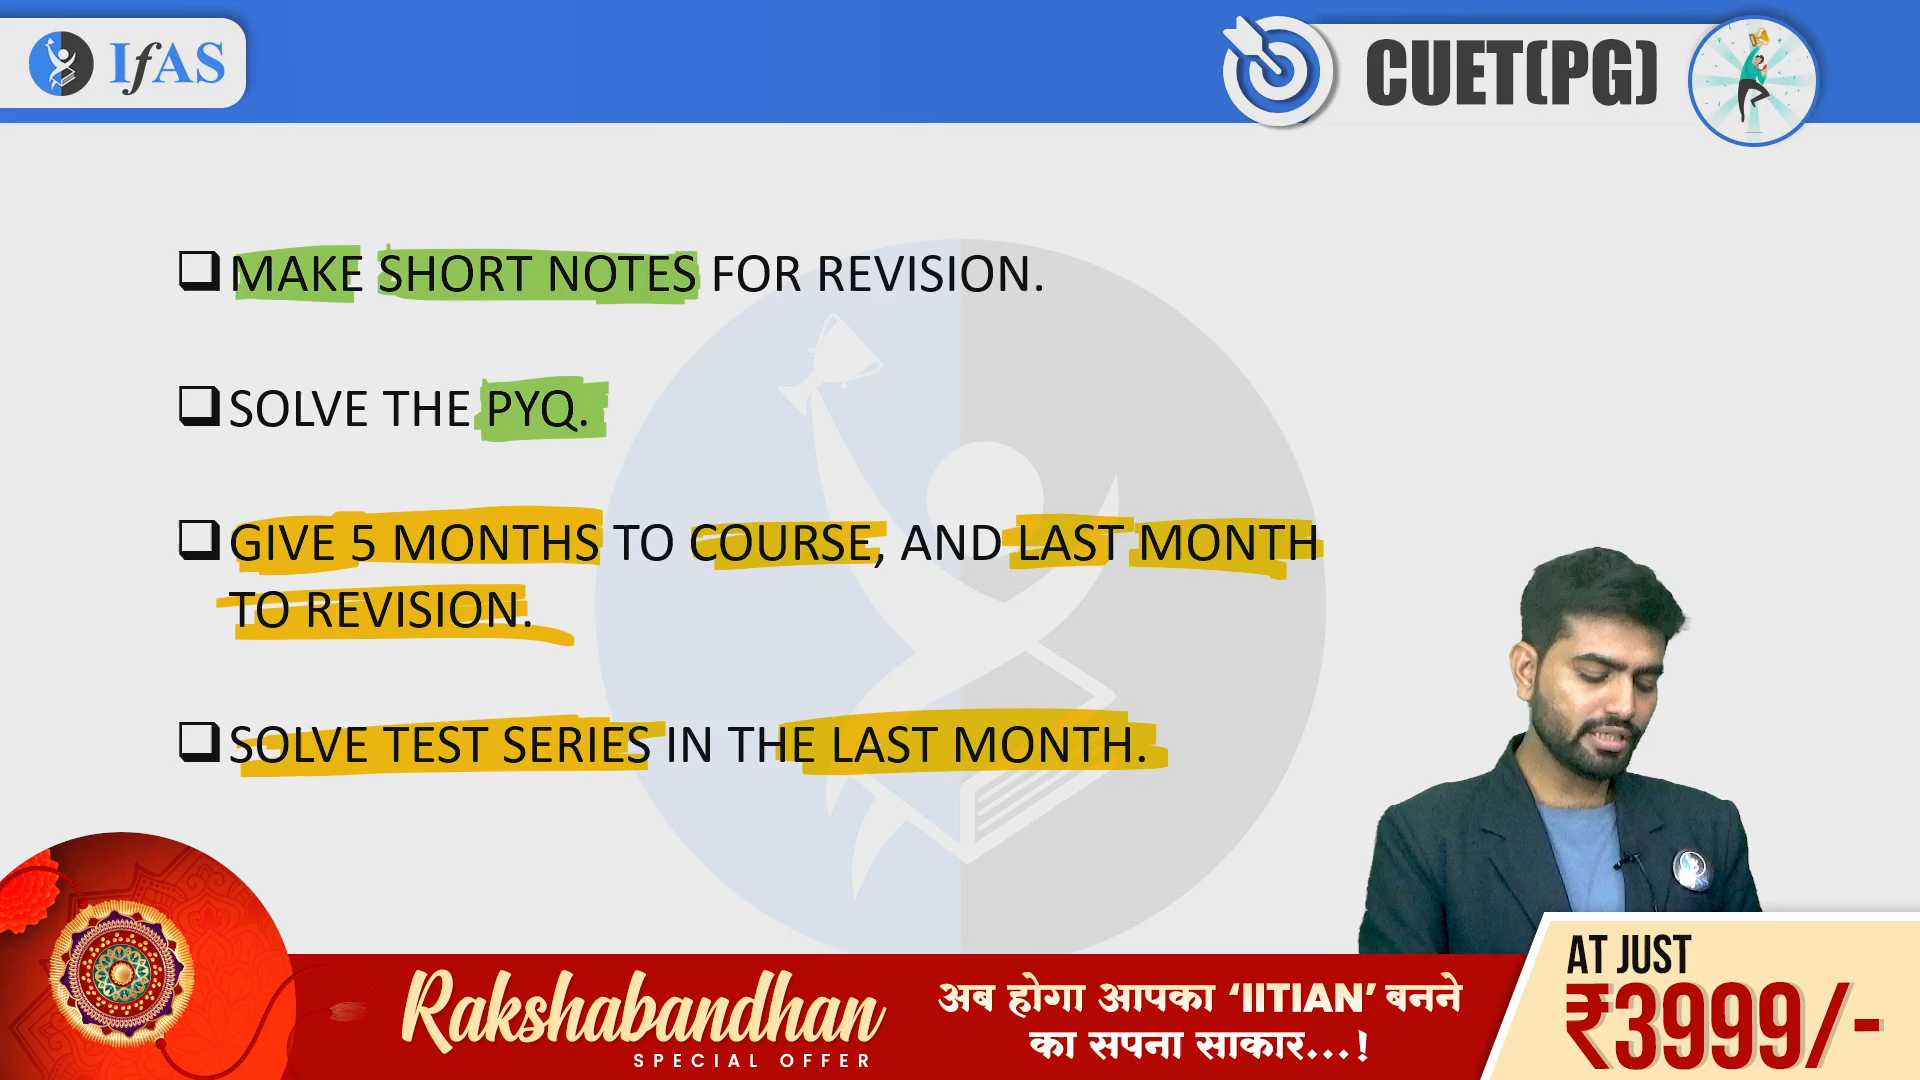 IfAS
CUET(PG)
MAKE SHORT NOTES FOR REVISION.
SOLVE THE PYQ.
GIVE 5 MONTHS TO COURSE, AND LAST MONTH
TO REVISION.
SOLVE TEST SERIES IN THE LAST MONTH.
Rakshabandhan
SPECIAL OFFER
अब होगा आपका ‘IITIAN’ बनने
का सपना साकार...!
AT JUST
₹3999/-